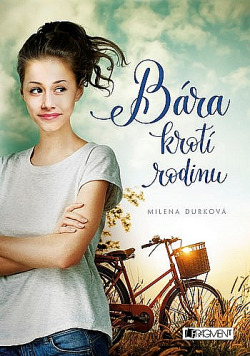 Bára
krotí
rodinu
MILENA DURKOVÁ
FRAGMENT